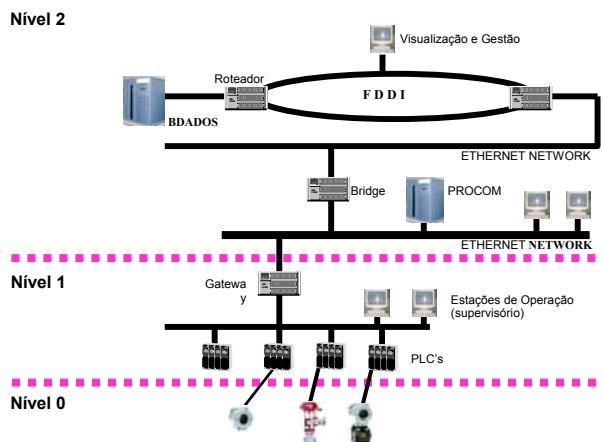 Nível 2
Visualização e Gestão
Roteador
F D D I
BDADOS
ETHERNET NETWORK
Bridge
PROCOM
ETHERNET NETWORK
Nível 1
Gatewa
y
Estações de Operação
(supervisório)
PLC's
Nível 0